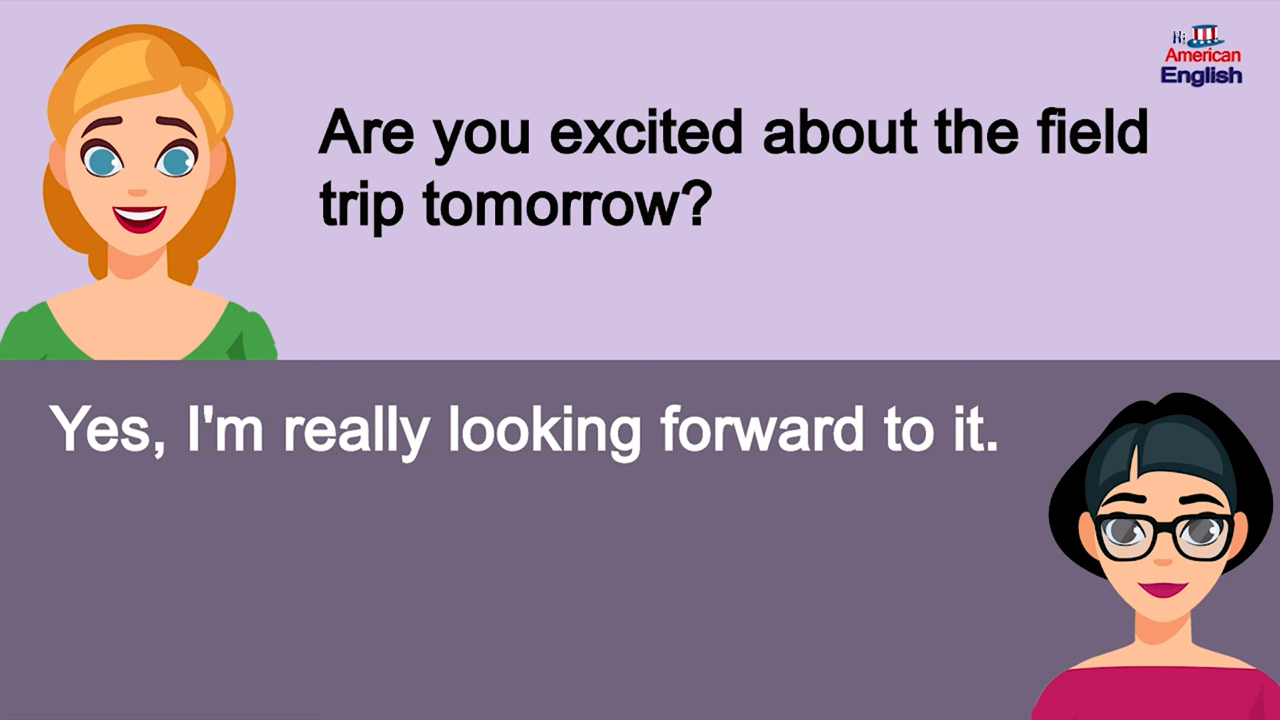 Hi
American
English
Are you excited about the field
trip tomorrow?
Yes, I'm really looking forward to it.